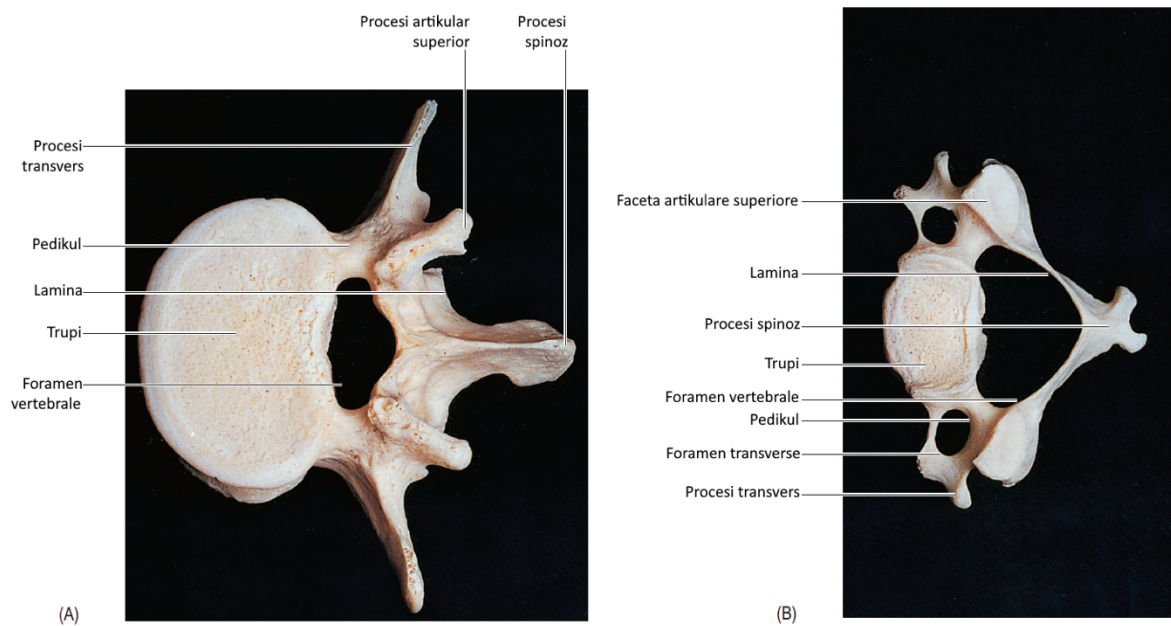 Procesi artikular
superior
Procesi
spinoz
Procesi
transvers
Pedikul
Lamina
Trupi
Foramen
vertebrale
(A)
Faceta artikulare superiore
Lamina
Procesi spinoz
Trupi
Foramen vertebrale
Pedikul
Foramen transverse
Procesi transvers
(B)